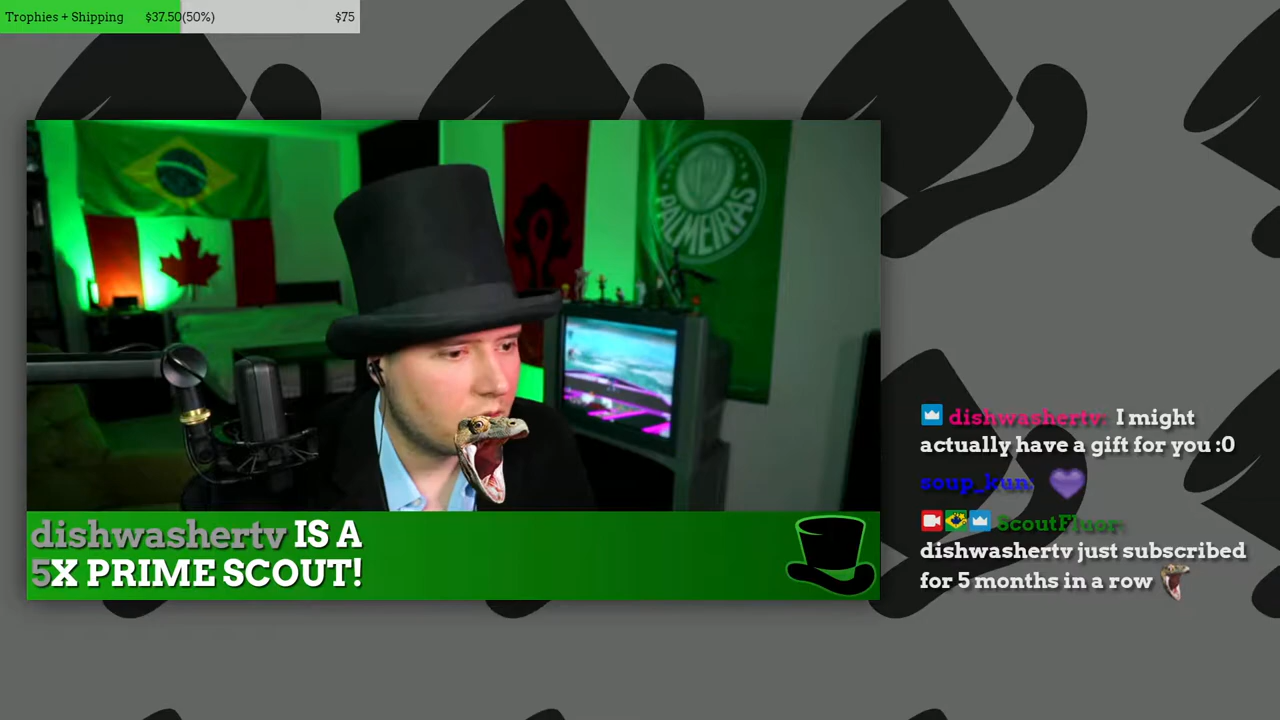 Trophies + Shipping $37.50(50%) $75
PALMEIRAS
dishwashertv IS A
5X PRIME SCOUT!
dishwashertv: I might
actually have a gift for you :0
soup_kun:
ScoutFluor:
dishwashertv just subscribed
for 5 months in a row